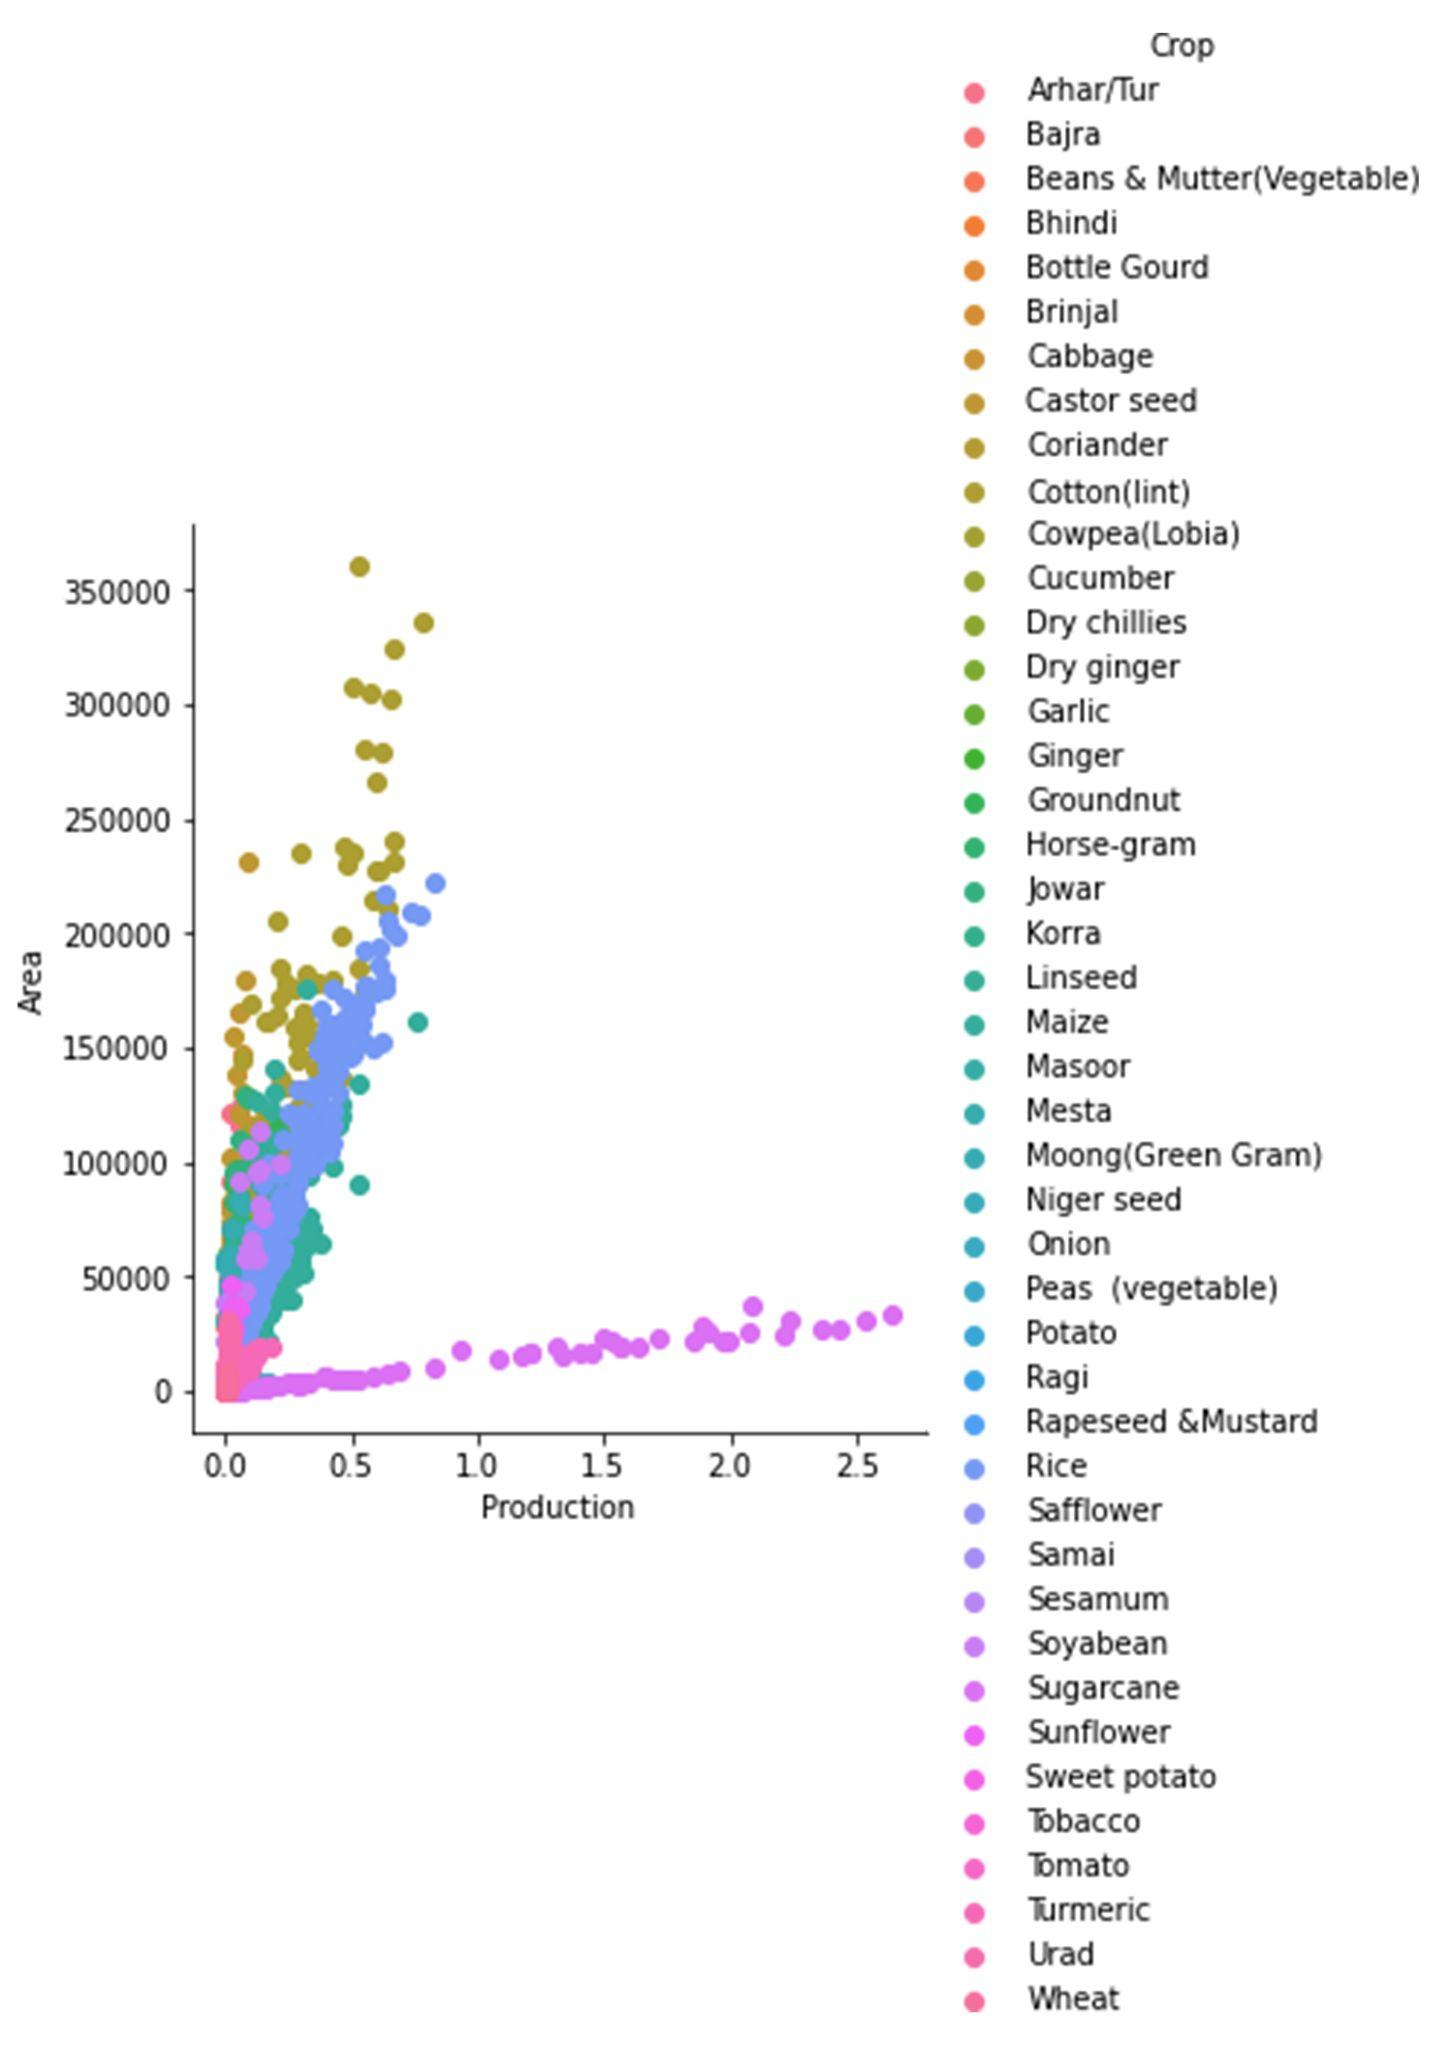 Crop
Arhar/Tur
Bajra
Beans & Mutter(Vegetable)
Bhindi
Bottle Gourd
Brinjal
Cabbage
Castor seed
Coriander
Cotton(lint)
Cowpea(Lobia)
Cucumber
Dry chillies
Dry ginger
Garlic
Ginger
Groundnut
Horse-gram
Jowar
Korra
Linseed
Maize
Masoor
Mesta
Moong(Green Gram)
Niger seed
Onion
Peas  (vegetable)
Potato
Ragi
Rapeseed &Mustard
Rice
Safflower
Samai
Sesamum
Soyabean
Sugarcane
Sunflower
Sweet potato
Tobacco
Tomato
Turmeric
Urad
Wheat
350000
300000
250000
200000
150000
100000
50000
0
Area
0.0 0.5 1.0 1.5 2.0 2.5
Production